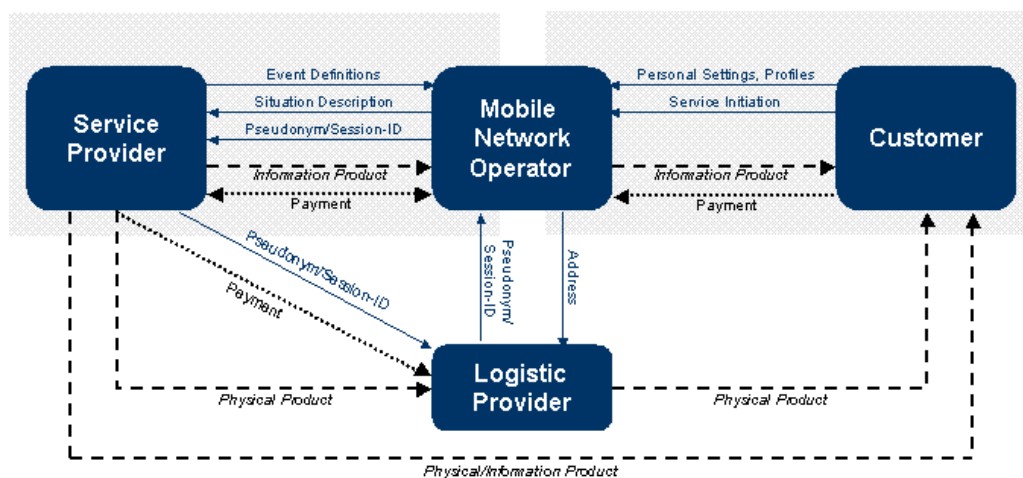 Event Definitions
Personal Settings, Profiles
Service
Provider
Situation Description
Mobile
Network
Operator
Service Initiation
Customer
Pseudonym/Session-ID
Information Product
Information Product
Payment
Payment
Pseudonym/Session-ID
Payment
Pseudonym/
Session-ID
Address
Logistic
Provider
Physical Product
Physical Product
Physical/Information Product